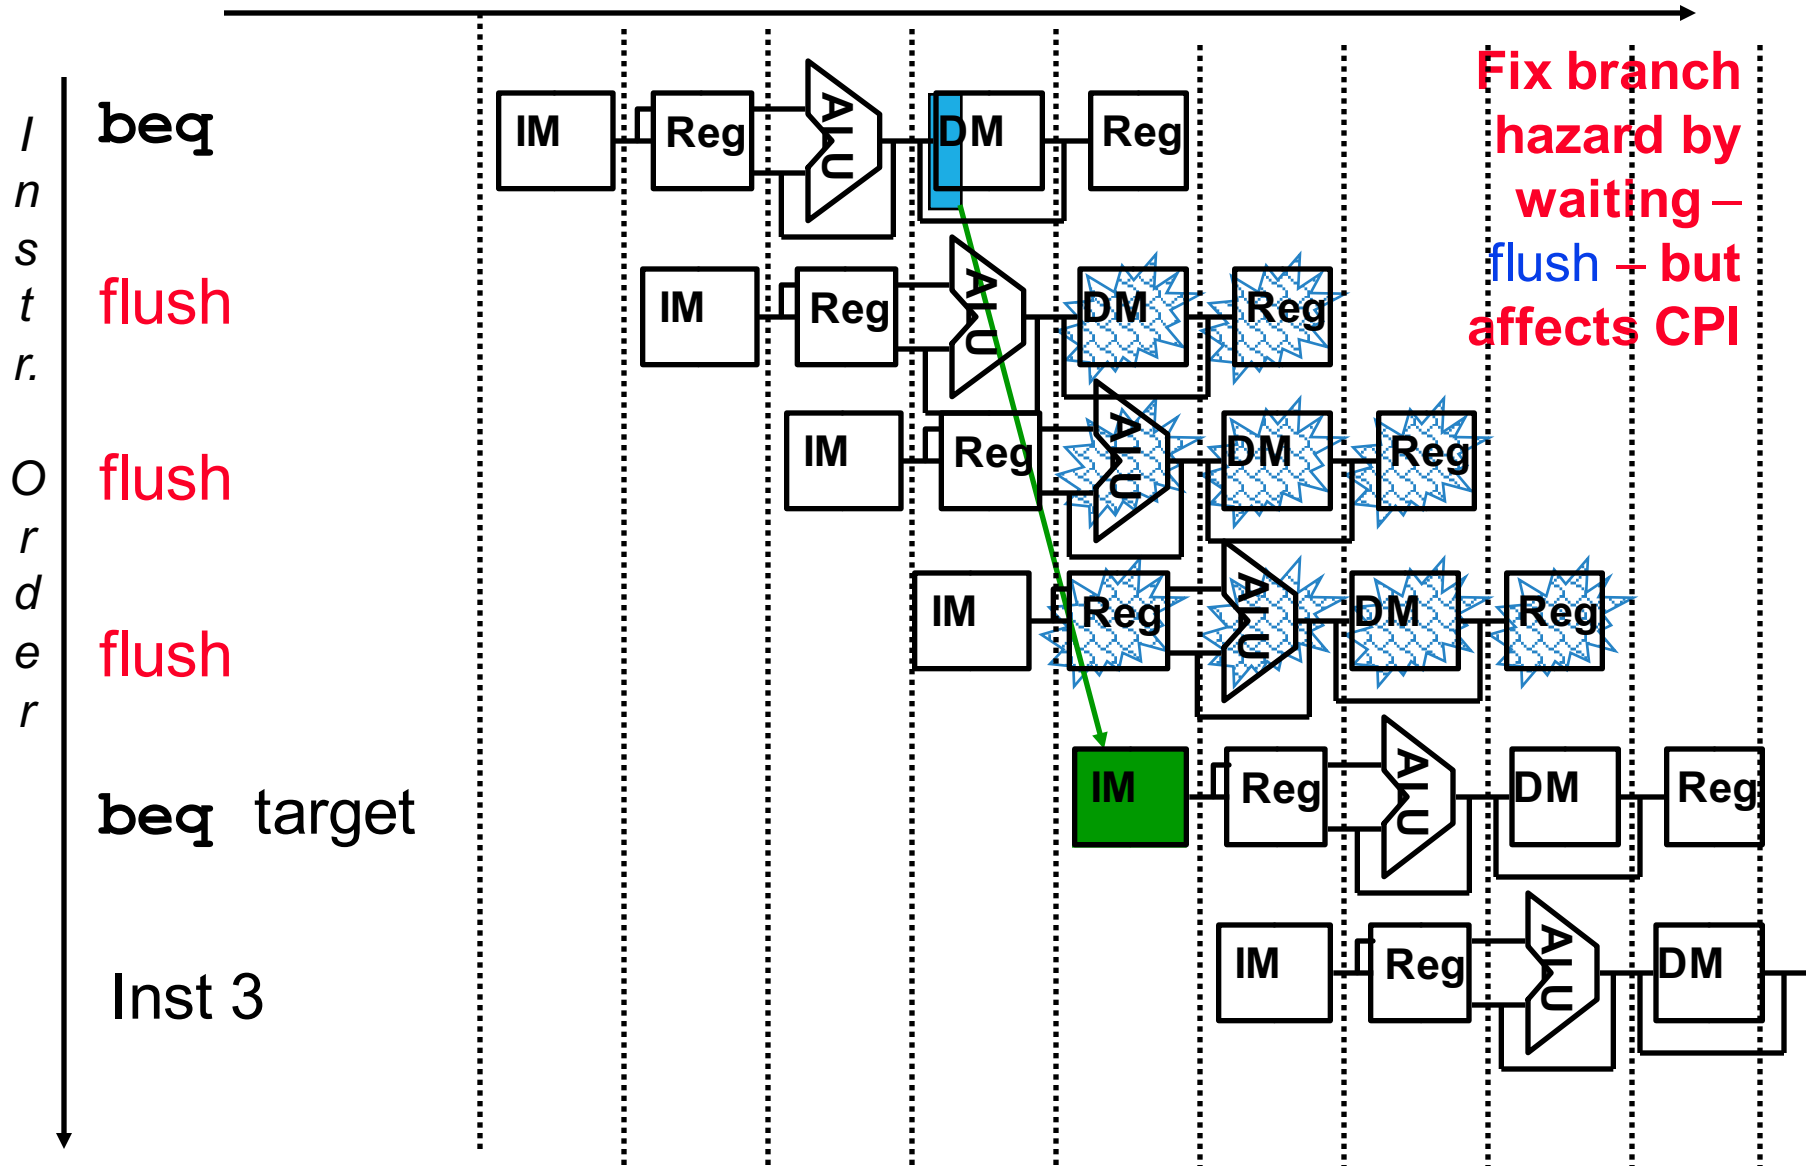 Fix branch
hazard by
waiting –
flush – but
affects CPI
Instr. Order
beq IM Reg ALU DM Reg
flush IM Reg ALU DM Reg
flush IM Reg ALU DM Reg
flush IM Reg ALU DM Reg
beq target IM Reg ALU DM Reg
Inst 3 IM Reg ALU DM